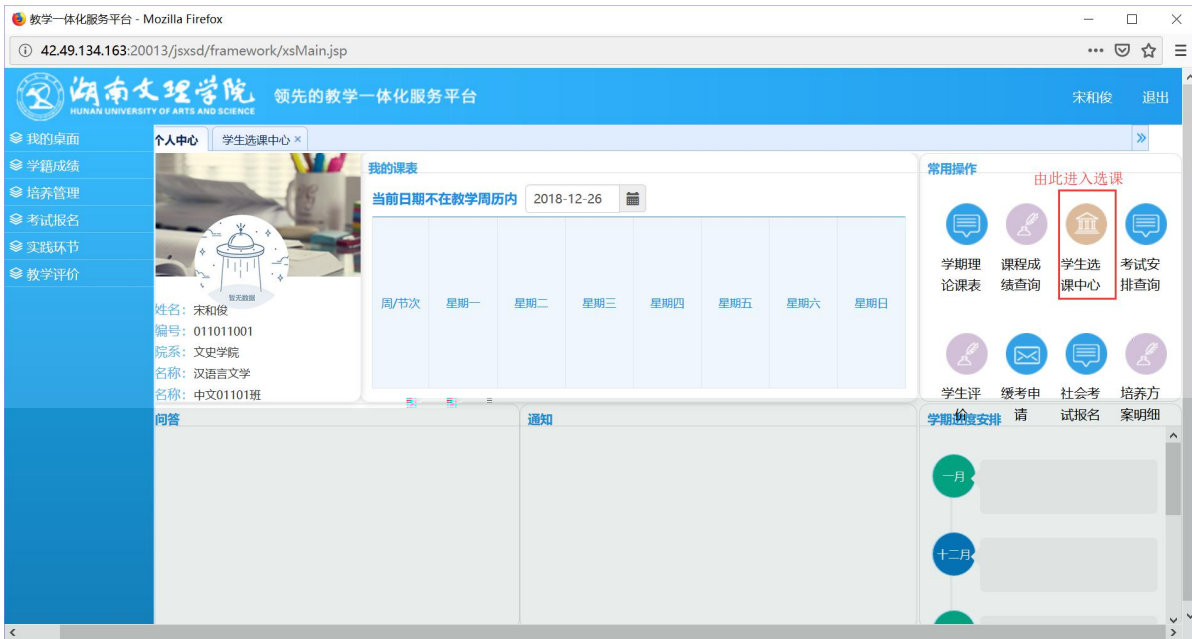 教学一体化服务平台 - Mozilla Firefox
42.49.134.163:20013/jsxsd/framework/xsMain.jsp
湖南文理学院
HUNAN UNIVERSITY OF ARTS AND SCIENCE
领先的教学一体化服务平台
宋和俊 退出
我的桌面
学籍成绩
培养管理
考试报名
实践环节
教学评价
个人中心 学生选课中心 ×
暂无数据
姓名：宋和俊
编号：011011001
院系：文史学院
名称：汉语言文学
名称：中文01101班
我的课表
当前日期不在教学周历内 2018-12-26
周/节次 星期一 星期二 星期三 星期四 星期五 星期六 星期日
常用操作
由此进入选课
学期理
论课表
课程成
绩查询
学生选
课中心
考试安
排查询
学生评
价
缓考申
请
社会考
试报名
培养方
案明细
问答
通知
学期进度安排
一月
十二月